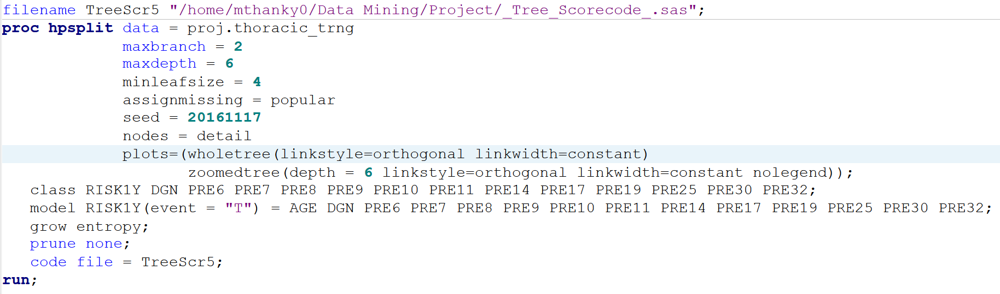 filename TreeScr5 "/home/mthanky0/Data Mining/Project/_Tree_Scorecode_.sas";
proc hpsplit data = proj.thoracic_trng
maxbranch = 2
maxdepth = 6
minleafsize = 4
assignmissing = popular
seed = 20161117
nodes = detail
plots=(wholetree(linkstyle=orthogonal linkwidth=constant)
zoomedtree(depth = 6 linkstyle=orthogonal linkwidth=constant nolegend));
class RISK1Y DGN PRE6 PRE7 PRE8 PRE9 PRE10 PRE11 PRE14 PRE17 PRE19 PRE25 PRE30 PRE32;
model RISK1Y(event = "T") = AGE DGN PRE6 PRE7 PRE8 PRE9 PRE10 PRE11 PRE14 PRE17 PRE19 PRE25 PRE30 PRE32;
grow entropy;
prune none;
code file = TreeScr5;
run;